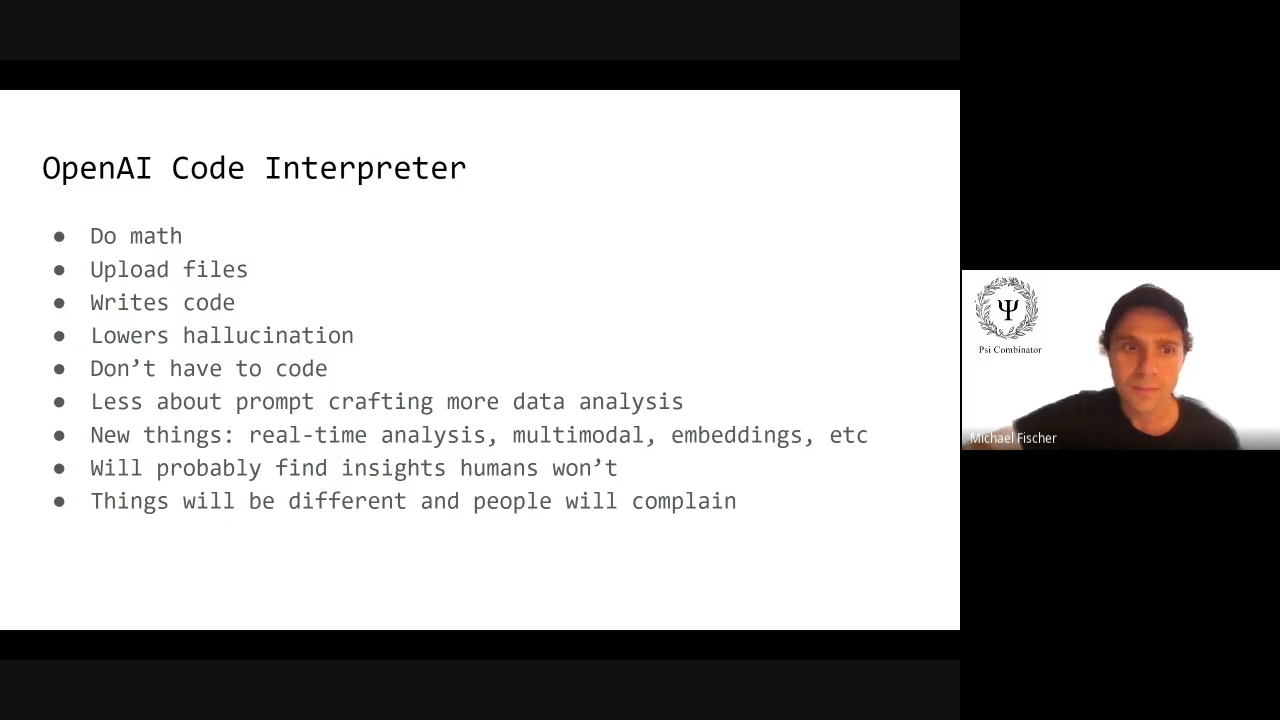 OpenAI Code Interpreter
● Do math
● Upload files
● Writes code
● Lowers hallucination
● Don’t have to code
● Less about prompt crafting more data analysis
● New things: real-time analysis, multimodal, embeddings, etc
● Will probably find insights humans won’t
● Things will be different and people will complain
Ψ
Psi Combinator
Michael Fischer